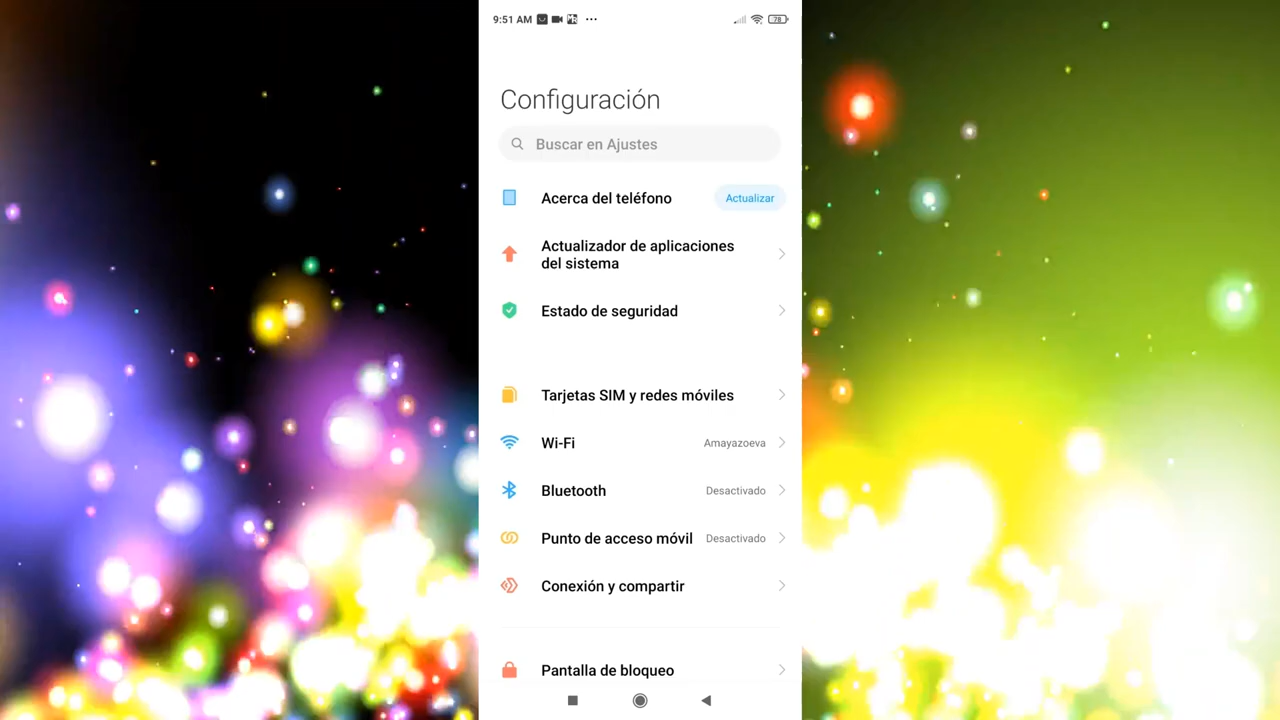 9:51 AM
78
Configuración
Buscar en Ajustes
Acerca del teléfono
Actualizar
Actualizador de aplicaciones
del sistema
Estado de seguridad
Tarjetas SIM y redes móviles
Wi-Fi
Amayazoeva
Bluetooth
Desactivado
Punto de acceso móvil
Desactivado
Conexión y compartir
Pantalla de bloqueo